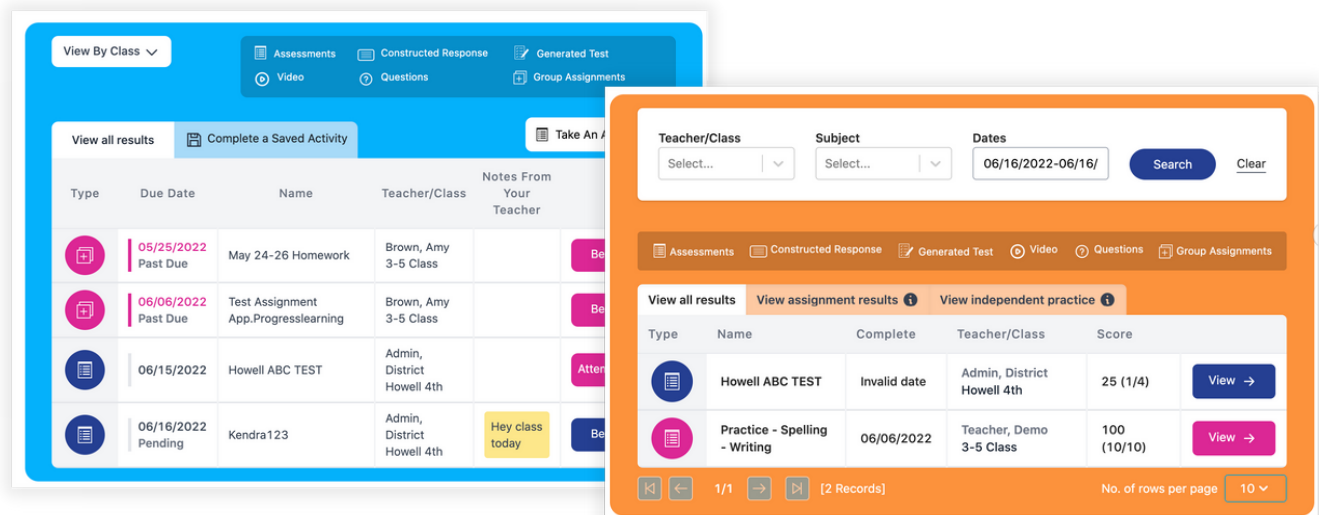 View By Class
Assessments
Constructed Response
Generated Test
Video
Questions
Group Assignments
View all results
Complete a Saved Activity
Take An
Type
Due Date
Name
Teacher/Class
Notes From
Your
Teacher
05/25/2022
Past Due
May 24-26 Homework
Brown, Amy
3-5 Class
Be
06/06/2022
Past Due
Test Assignment
App.Progresslearning
Brown, Amy
3-5 Class
Be
06/15/2022
Howell ABC TEST
Admin,
District
Howell 4th
Atten
06/16/2022
Pending
Kendra123
Admin,
District
Howell 4th
Hey class
today
Be
Teacher/Class
Subject
Dates
Select...
Select...
06/16/2022-06/16/
Search
Clear
Assessments
Constructed Response
Generated Test
Video
Questions
Group Assignments
View all results
View assignment results
View independent practice
Type
Name
Complete
Teacher/Class
Score
Howell ABC TEST
Invalid date
Admin, District
Howell 4th
25 (1/4)
View →
Practice - Spelling
- Writing
06/06/2022
Teacher, Demo
3-5 Class
100
(10/10)
View →
1/1
[2 Records]
No. of rows per page
10